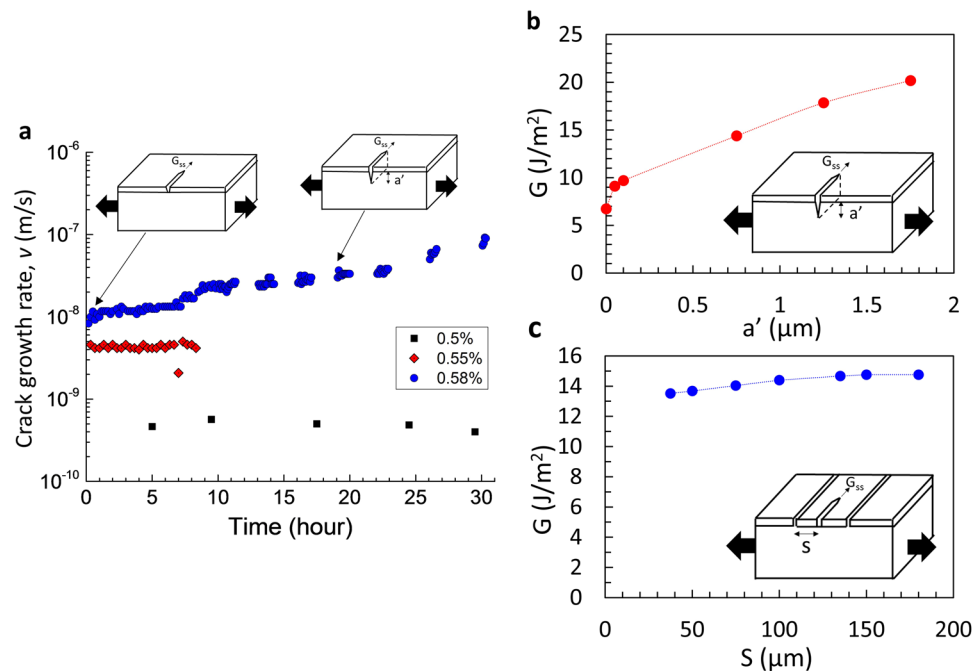 a
Crack growth rate, v (m/s)
10⁻⁶
10⁻⁷
10⁻⁸
10⁻⁹
10⁻¹⁰
Gss
Gss
a'
0.5%
0.55%
0.58%
0 5 10 15 20 25 30
Time (hour)
b
G (J/m²)
25
20
15
10
5
0
Gss
a'
0 0.5 1 1.5 2
a' (μm)
c
G (J/m²)
16
14
12
10
8
6
4
2
0
Gss
S
0 50 100 150 200
S (μm)